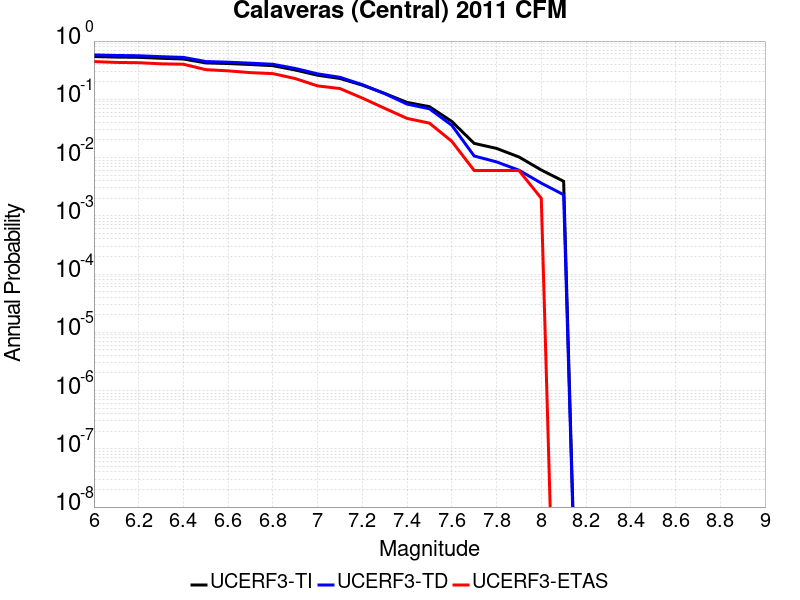 Calaveras (Central) 2011 CFM
10^0
10^-1
10^-2
10^-3
10^-4
10^-5
10^-6
10^-7
10^-8
Annual Probability
6 6.2 6.4 6.6 6.8 7 7.2 7.4 7.6 7.8 8 8.2 8.4 8.6 8.8 9
Magnitude
UCERF3-TI UCERF3-TD UCERF3-ETAS